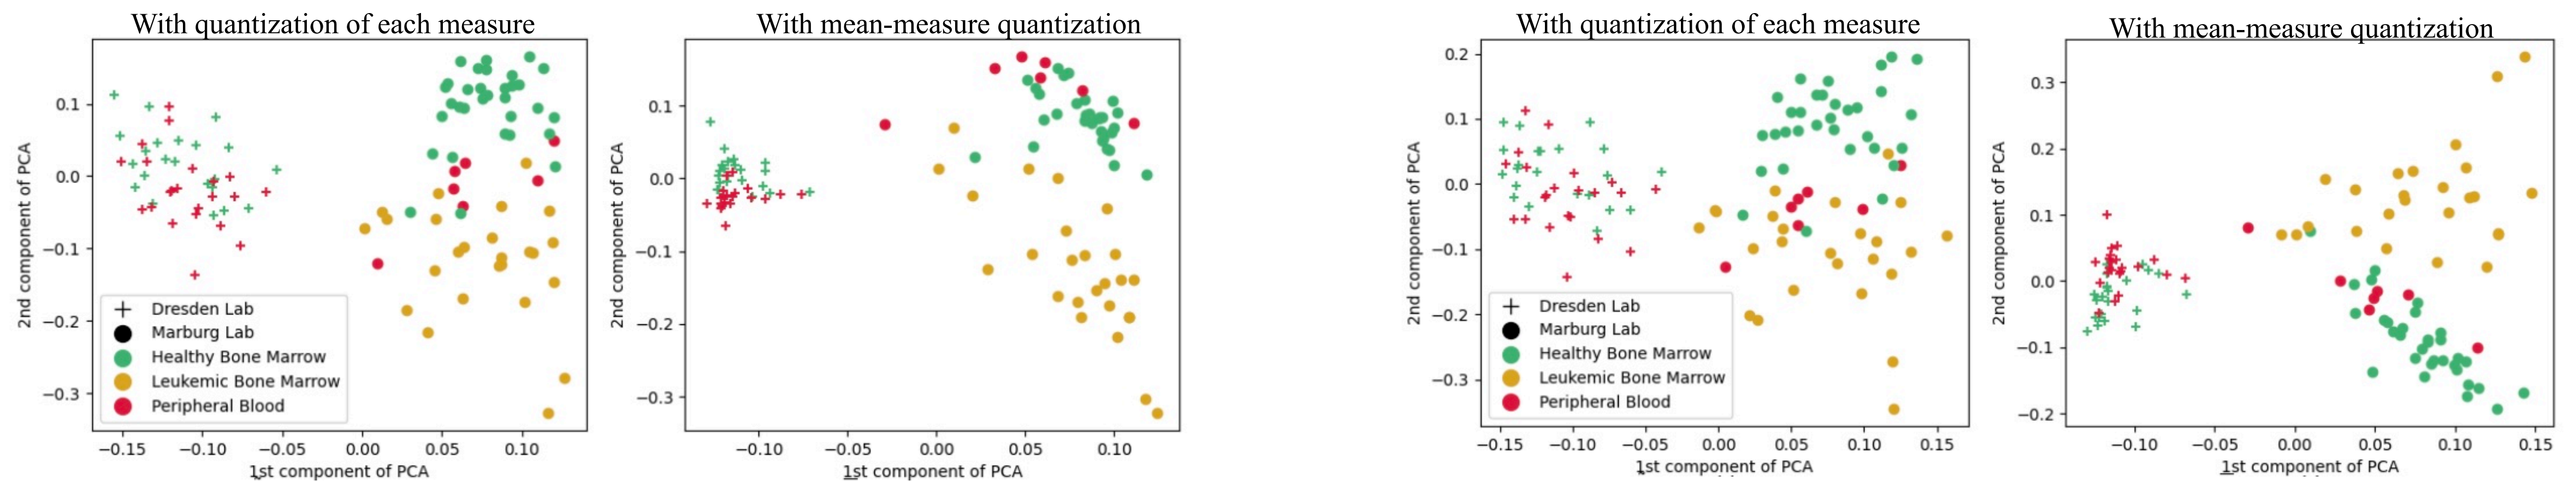 With quantization of each measure
0.1
0.0
−0.1
−0.2
−0.3
2nd component of PCA
Dresden Lab
Marburg Lab
Healthy Bone Marrow
Leukemic Bone Marrow
Peripheral Blood
−0.15 −0.10 −0.05 0.00 0.05 0.10
1st component of PCA
With mean-measure quantization
0.1
0.0
−0.1
−0.2
−0.3
2nd component of PCA
−0.10 −0.05 0.00 0.05 0.10
1st component of PCA
With quantization of each measure
0.2
0.1
0.0
−0.1
−0.2
−0.3
2nd component of PCA
Dresden Lab
Marburg Lab
Healthy Bone Marrow
Leukemic Bone Marrow
Peripheral Blood
−0.15 −0.10 −0.05 0.00 0.05 0.10 0.15
1st component of PCA
With mean-measure quantization
0.3
0.2
0.1
0.0
−0.1
−0.2
2nd component of PCA
−0.10 −0.05 0.00 0.05 0.10 0.15
1st component of PCA